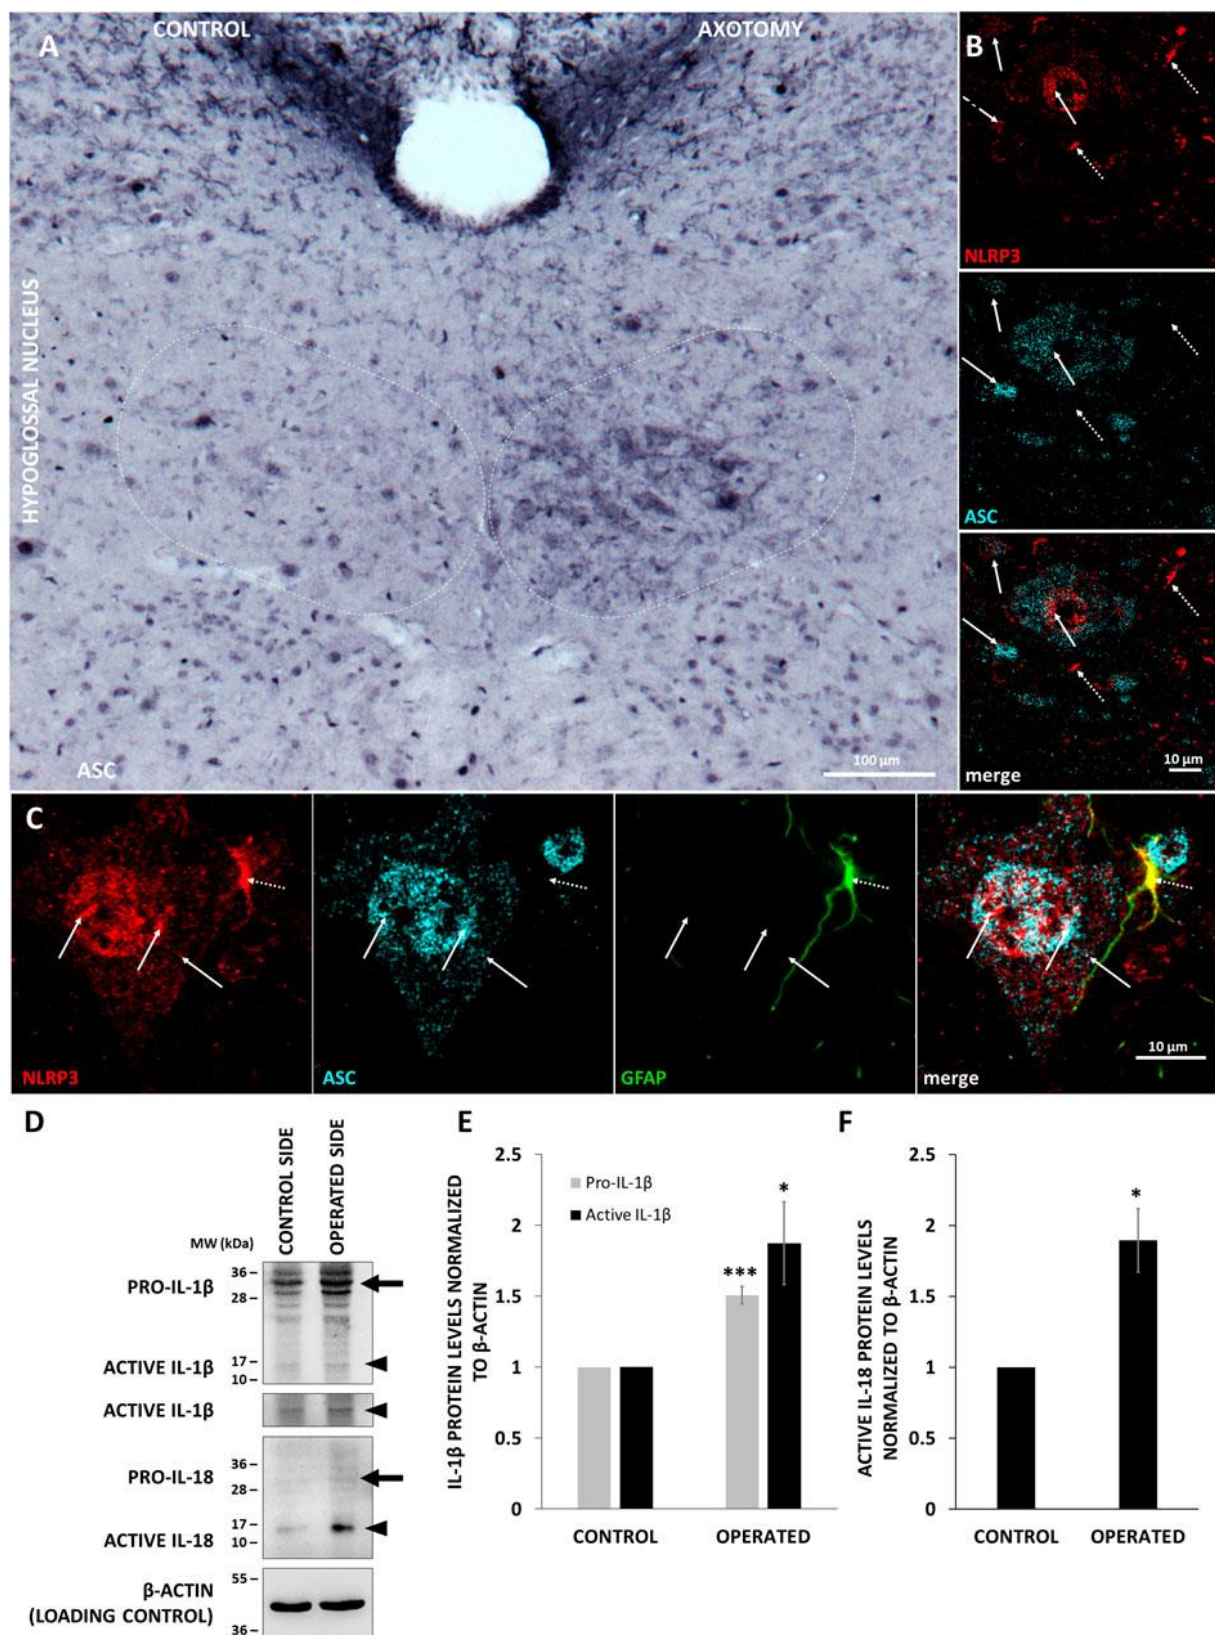 A
CONTROL
AXOTOMY
HYPOGLOSSAL NUCLEUS
ASC
100 µm
B
NLRP3
ASC
merge
10 µm
C
NLRP3
ASC
GFAP
merge
10 µm
D
CONTROL SIDE
OPERATED SIDE
MW (kDa)
PRO-IL-1β
36
28
ACTIVE IL-1β
17
10
ACTIVE IL-1β
PRO-IL-18
36
28
ACTIVE IL-18
17
10
β-ACTIN
(LOADING CONTROL)
55
36
E
IL-1β PROTEIN LEVELS NORMALIZED
TO β-ACTIN
2.5
2
1.5
1
0.5
0
Pro-IL-1β
Active IL-1β
***
*
CONTROL
OPERATED
F
ACTIVE IL-18 PROTEIN LEVELS
NORMALIZED TO β-ACTIN
2.5
2
1.5
1
0.5
0
*
CONTROL
OPERATED